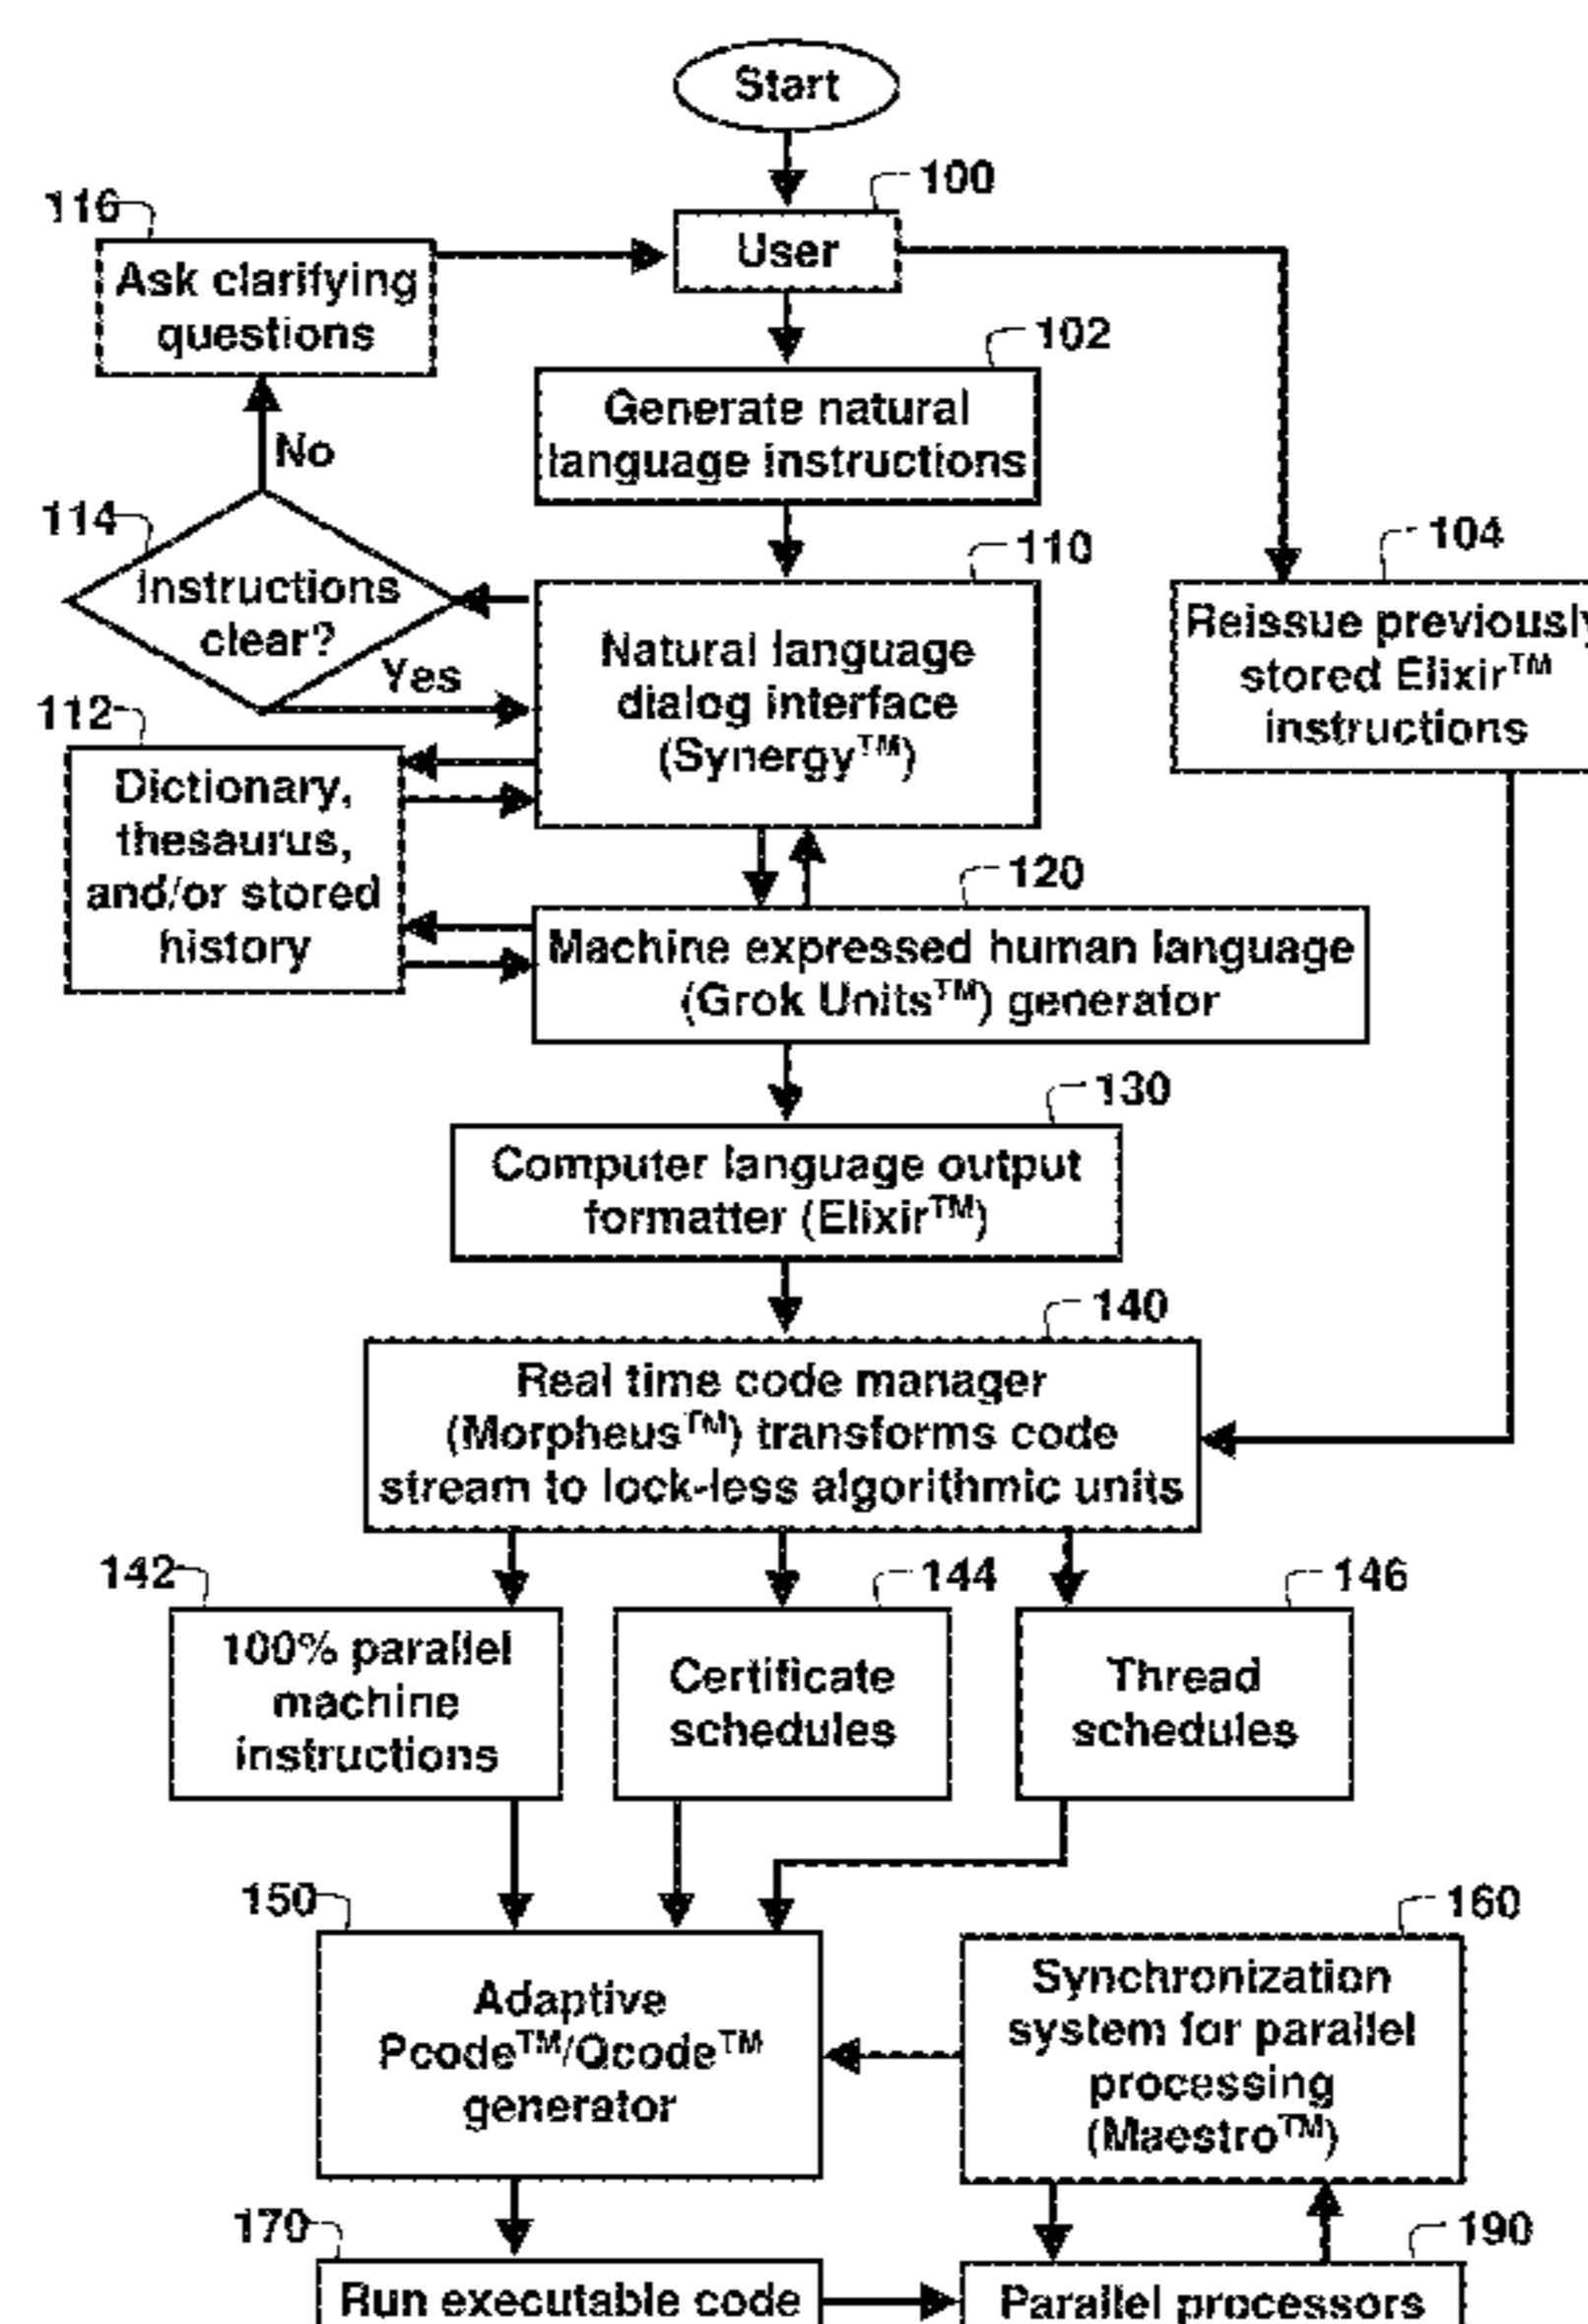 Start
100
User
116
Ask clarifying
questions
102
Generate natural
language instructions
No
114
Instructions
clear?
Yes
110
Natural language
dialog interface
(Synergy™)
104
Reissue previously
stored Elixir™
instructions
112
Dictionary,
thesaurus,
and/or stored
history
120
Machine expressed human language
(Grok Units™) generator
130
Computer language output
formatter (Elixir™)
140
Real time code manager
(Morpheus™) transforms code
stream to lock-less algorithmic units
142
100% parallel
machine
instructions
144
Certificate
schedules
146
Thread
schedules
150
Adaptive
Pcode™/Qcode™
generator
160
Synchronization
system for parallel
processing
(Maestro™)
170
Run executable code
190
Parallel processors